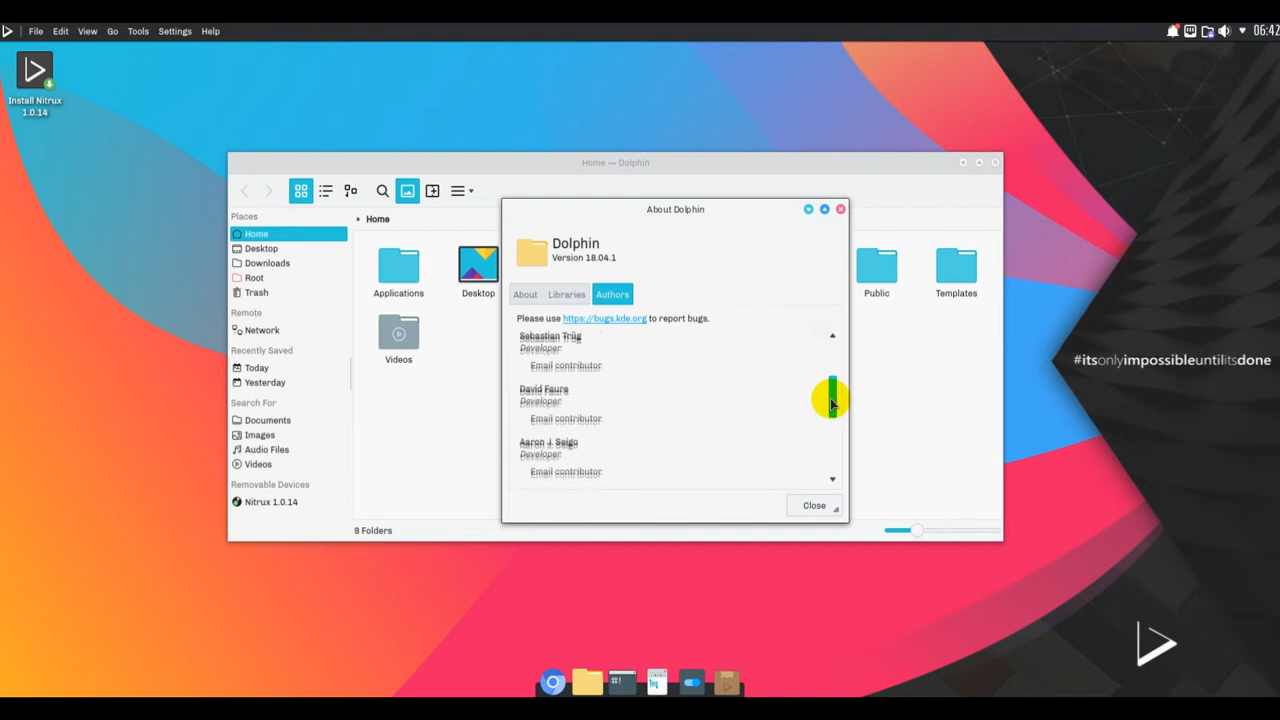 File Edit View Go Tools Settings Help
06:42
Install Nitrux
1.0.14
Home — Dolphin
Places
Home
Desktop
Downloads
Root
Trash
Remote
Network
Recently Saved
Today
Yesterday
Search For
Documents
Images
Audio Files
Videos
Removable Devices
Nitrux 1.0.14
Home
Applications
Desktop
Public
Templates
Videos
9 Folders
About Dolphin
Dolphin
Version 18.04.1
About Libraries Authors
Please use https://bugs.kde.org to report bugs.
Sebastian Trüg
Developer
Email contributor
David Faure
Developer
Email contributor
Aaron J. Seigo
Developer
Email contributor
Close
#itsonlyimpossibleuntilitsdone
#!